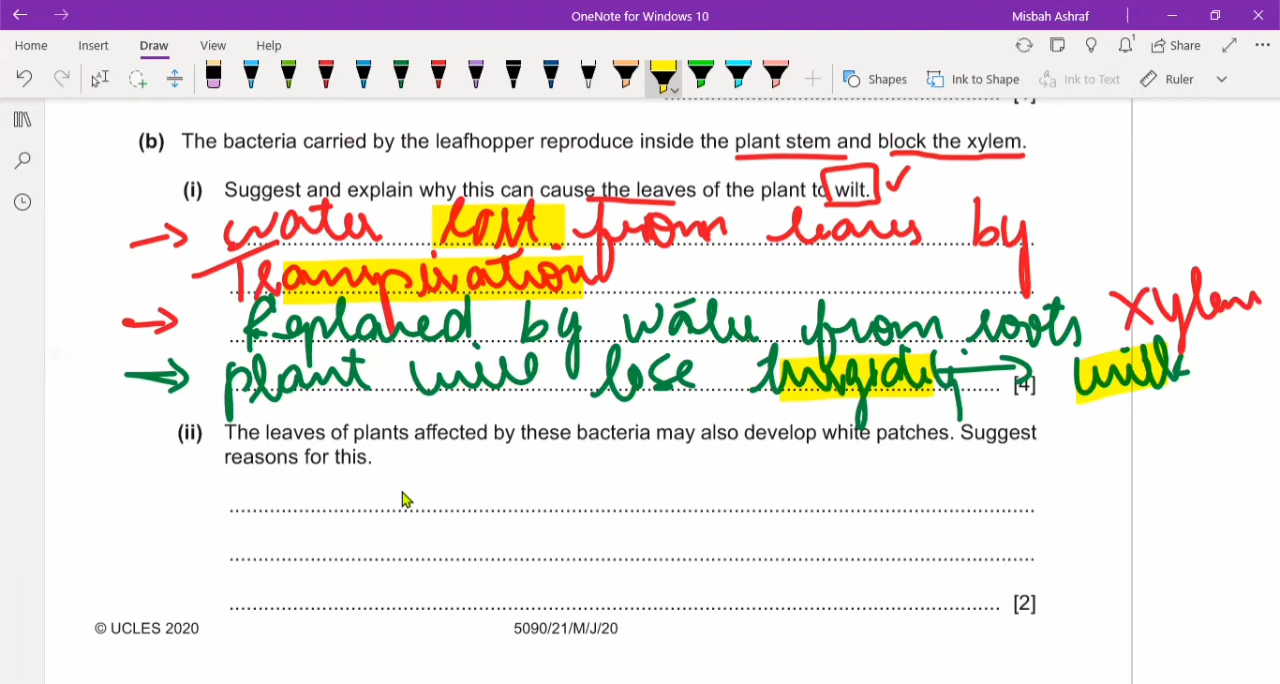 OneNote for Windows 10
Misbah Ashraf
Home Insert Draw View Help
Share
Shapes Ink to Shape Ink to Text Ruler
(b) The bacteria carried by the leafhopper reproduce inside the plant stem and block the xylem.
(i) Suggest and explain why this can cause the leaves of the plant to wilt.
→ water lost from leaves by
Transpiration
→ Replaced by water from roots xylem
→ plant will lose turgidity → wilt
[4]
(ii) The leaves of plants affected by these bacteria may also develop white patches. Suggest
reasons for this.
[2]
© UCLES 2020
5090/21/M/J/20